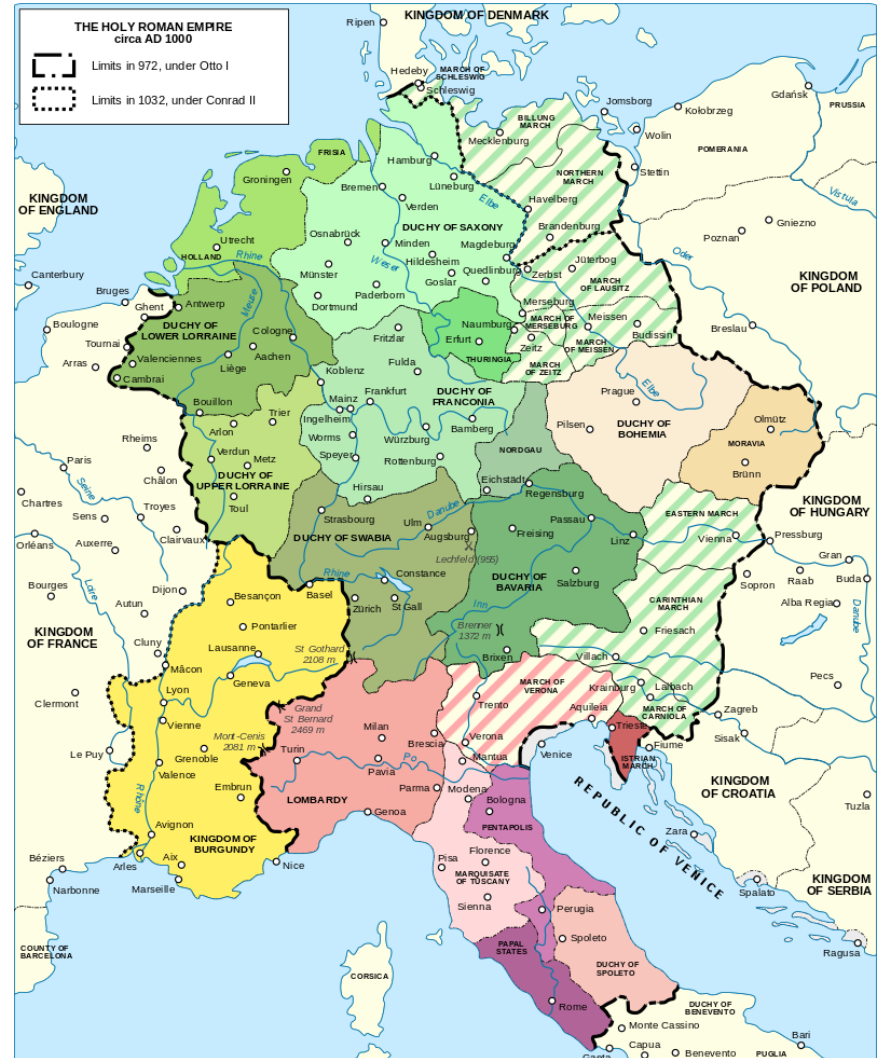 THE HOLY ROMAN EMPIRE
circa AD 1000
Limits in 972, under Otto I
Limits in 1032, under Conrad II
KINGDOM OF DENMARK
Ripen
MARCH OF
SCHLESWIG
Hedeby
Schleswig
Jomsborg
Kołobrzeg
Gdańsk
PRUSSIA
BILLUNG
MARCH
Mecklenburg
Wolin
POMERANIA
Stettin
FRISIA
Hamburg
NORTHERN
MARCH
Groningen
Bremen
Lüneburg
Vistula
KINGDOM
OF ENGLAND
Verden
Elbe
Havelberg
Brandenburg
Gniezno
Poznan
Osnabrück
DUCHY OF SAXONY
Utrecht
HOLLAND
Rhine
Minden
Magdeburg
Weser
Hildesheim
Oder
Canterbury
Münster
Goslar
Quedlinburg
Zerbst
Jüterbog
MARCH
OF LAUSITZ
KINGDOM
OF POLAND
Bruges
Ghent
Antwerp
Meuse
Dortmund
Paderborn
Merseburg
MARCH OF
MERSEBURG
Meissen
Boulogne
DUCHY OF
LOWER LORRAINE
Cologne
Fritzlar
Naumburg
Erfurt
Budissin
Breslau
Tournai
Aachen
Zeitz
MARCH
OF MEISSEN
Arras
Valenciennes
Liège
Fulda
THURINGIA
MARCH
OF ZEITZ
Cambrai
Koblenz
Elbe
Bouillon
Mainz
Frankfurt
DUCHY OF
FRANCONIA
Prague
Trier
Ingelheim
Arlon
Bamberg
Pilsen
DUCHY OF
BOHEMIA
Olmütz
Rheims
Worms
Würzburg
MORAVIA
Verdun
Metz
Speyer
Rottenburg
NORDGAU
Brünn
Paris
DUCHY OF
UPPER LORRAINE
Châlon
Hirsau
Eichstädt
Seine
Toul
Regensburg
Chartres
Troyes
Danube
KINGDOM
OF HUNGARY
Sens
Strasbourg
Ulm
Passau
EASTERN MARCH
Orléans
Auxerre
Clairvaux
DUCHY OF SWABIA
Augsburg
Freising
Linz
Vienna
Pressburg
Lechfeld (955)
Gran
Loire
Rhine
Constance
DUCHY OF
BAVARIA
Salzburg
Raab
Buda
Bourges
Dijon
Besançon
Basel
Sopron
Autun
Zürich
St Gall
Inn
CARINTHIAN
MARCH
Alba Regia
Danube
Pontarlier
Brenner
1372 m
Friesach
KINGDOM
OF FRANCE
Cluny
Lausanne
St Gothard
2108 m
Brixen
Villach
Mâcon
Geneva
MARCH OF
VERONA
Krainburg
Laibach
Pecs
Clermont
Lyon
Trento
MARCH OF
CARNIOLA
Zagreb
Grand
St Bernard
2469 m
Aquileia
Vienne
Milan
Trieste
Sisak
Mont-Cenis
2081 m
Brescia
Verona
Venice
Fiume
Le Puy
Grenoble
Turin
Po
Mantua
ISTRIAN
MARCH
Valence
Pavia
KINGDOM
OF CROATIA
Embrun
LOMBARDY
Parma
Modena
Bologna
Rhône
Genoa
Tuzla
PENTAPOLIS
REPUBLIC OF VENICE
Avignon
KINGDOM OF
BURGUNDY
Zara
Florence
Béziers
Arles
Aix
Nice
Pisa
MARQUISATE
OF TUSCANY
KINGDOM
OF SERBIA
Narbonne
Marseille
Spalato
Sienna
Perugia
COUNTY OF
BARCELONA
PAPAL
STATES
Spoleto
Ragusa
CORSICA
DUCHY OF
SPOLETO
Rome
DUCHY OF
BENEVENTO
Monte Cassino
Bari
Capua
Benevento
PUGLIA